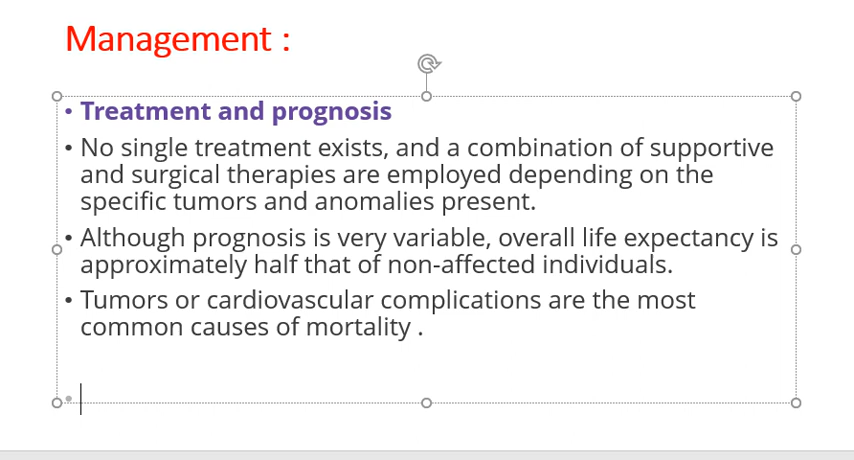 Management :
• Treatment and prognosis
• No single treatment exists, and a combination of supportive
and surgical therapies are employed depending on the
specific tumors and anomalies present.
• Although prognosis is very variable, overall life expectancy is
approximately half that of non-affected individuals.
• Tumors or cardiovascular complications are the most
common causes of mortality .